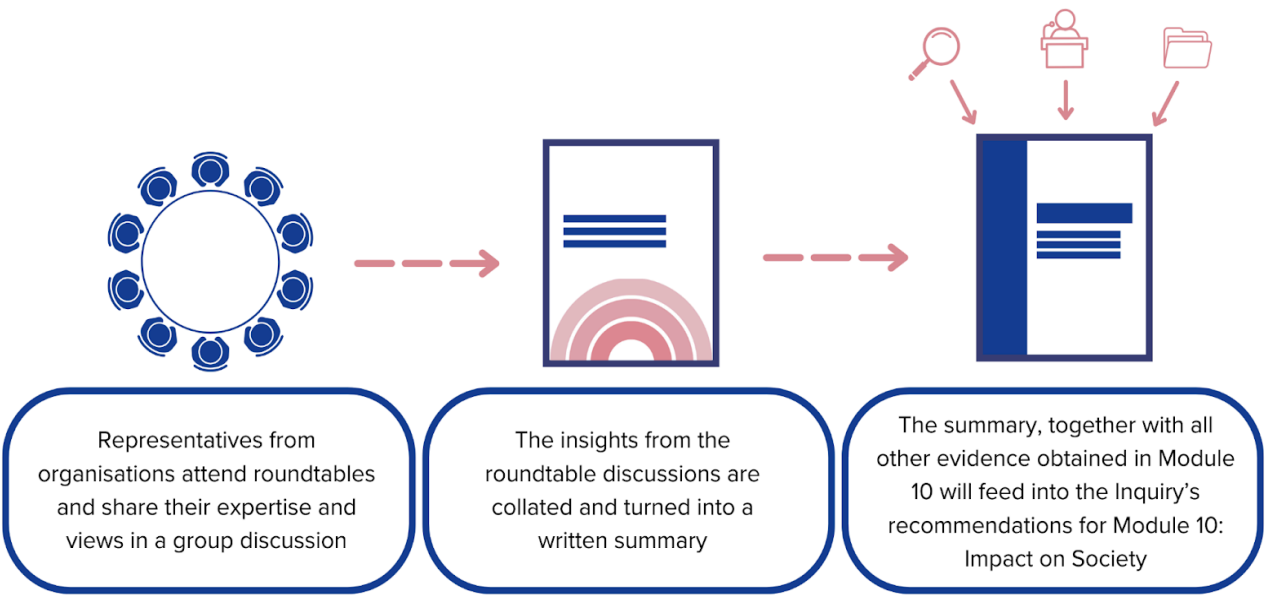 Representatives from
organisations attend roundtables
and share their expertise and
views in a group discussion
The insights from the
roundtable discussions are
collated and turned into a
written summary
The summary, together with all
other evidence obtained in Module
10 will feed into the Inquiry’s
recommendations for Module 10:
Impact on Society